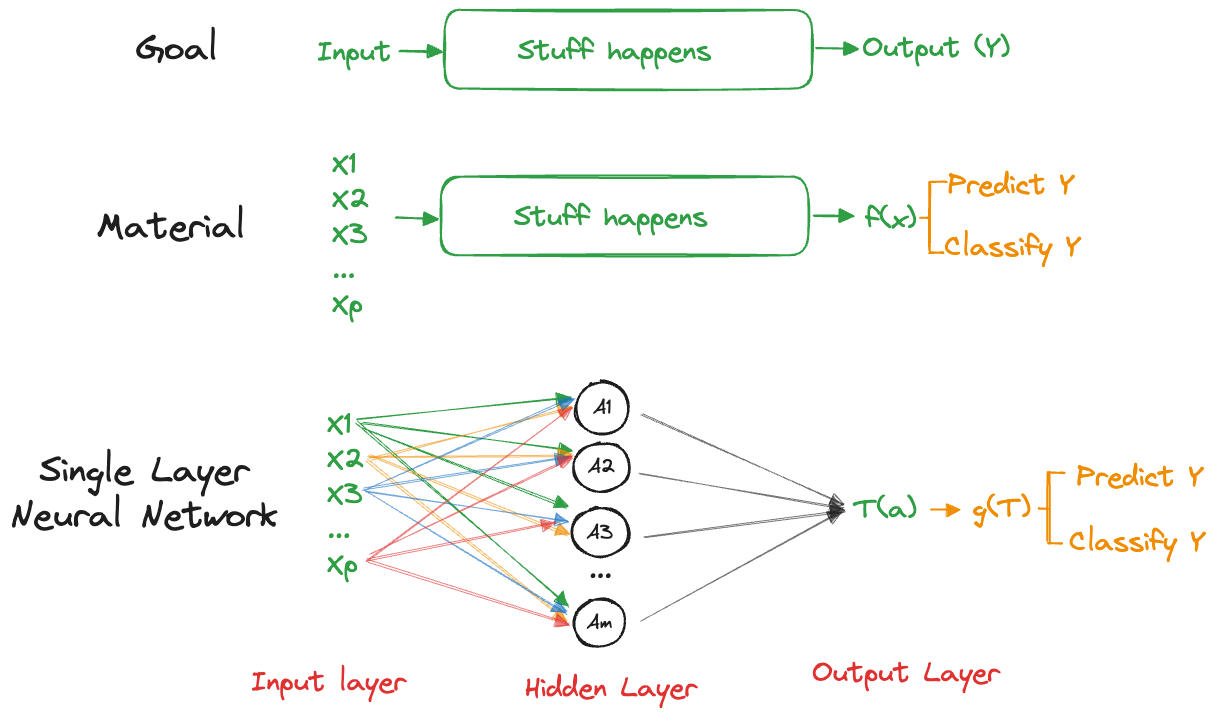 Goal
Input
Stuff happens
Output (Y)
Material
X1
X2
X3
...
Xp
Stuff happens
f(x)
Predict Y
Classify Y
Single Layer
Neural Network
X1
X2
X3
...
Xp
A1
A2
A3
...
Am
T(a)
g(T)
Predict Y
Classify Y
Input layer
Hidden Layer
Output Layer